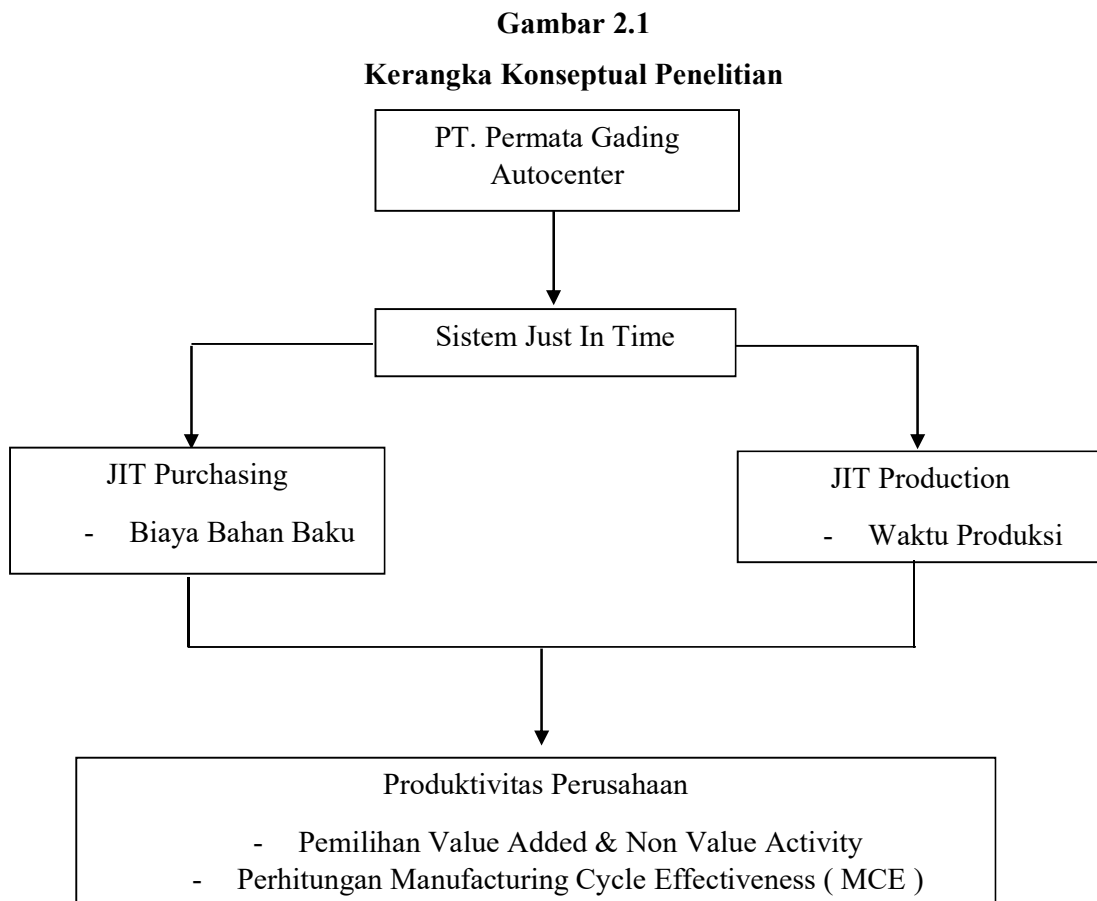 Gambar 2.1
Kerangka Konseptual Penelitian
PT. Permata Gading
Autocenter
Sistem Just In Time
JIT Purchasing
- Biaya Bahan Baku
JIT Production
- Waktu Produksi
Produktivitas Perusahaan
- Pemilihan Value Added & Non Value Activity
- Perhitungan Manufacturing Cycle Effectiveness ( MCE )